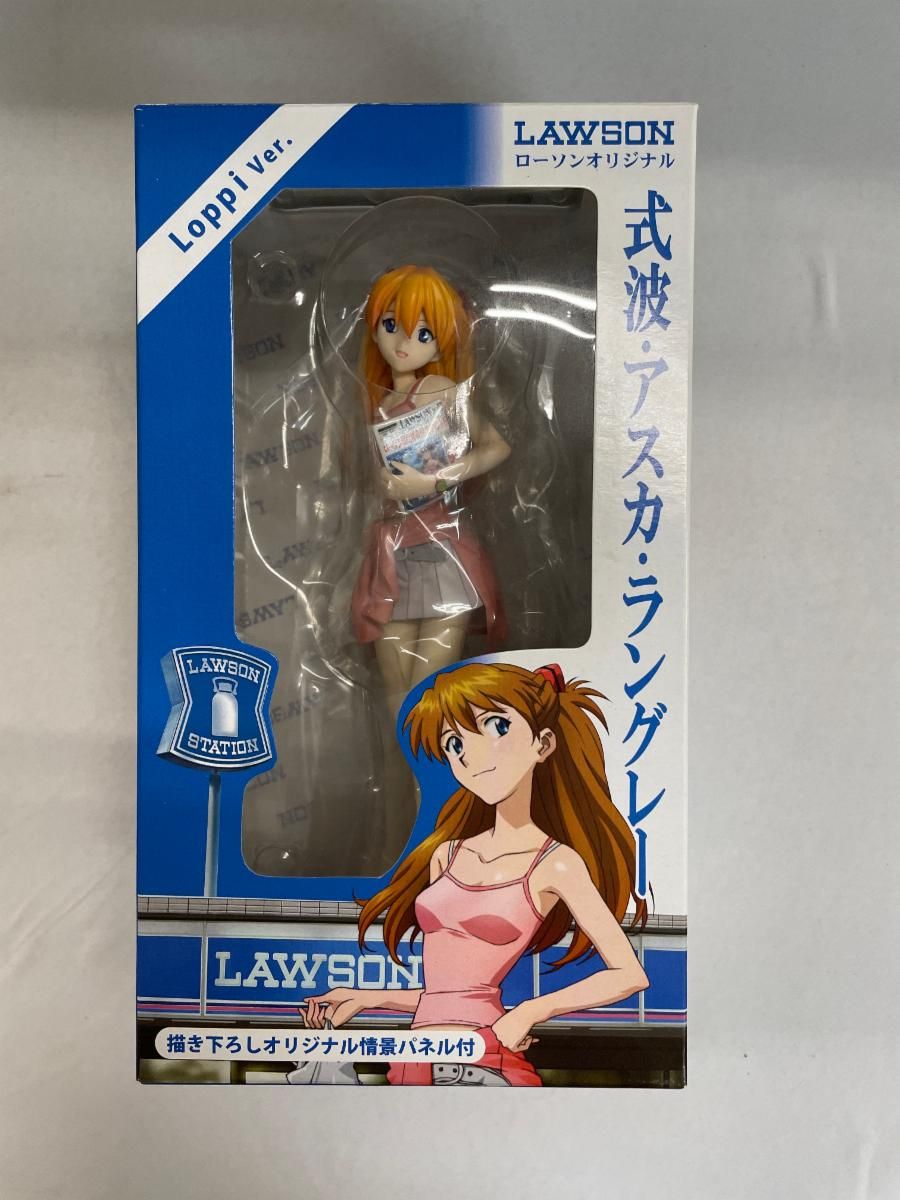 Loppi Ver.
LAWSON
ローソンオリジナル
式波・アスカ・ラングレー
LAWSON
LAWSON
STATION
LAWSON
描き下ろしオリジナル情景パネル付